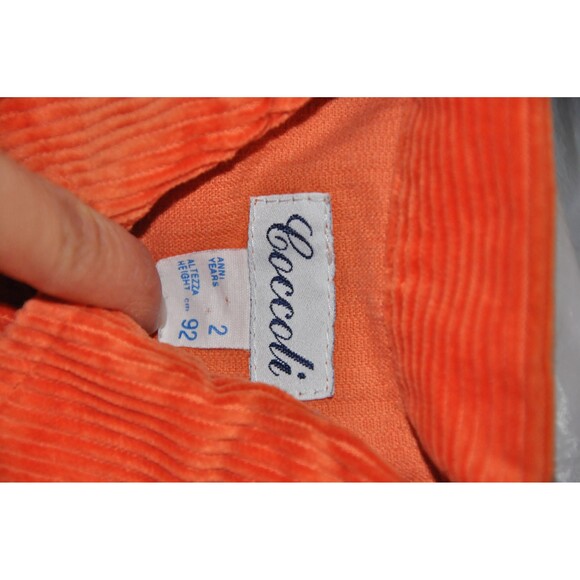 Coccoli
ANNI 2
YEARS
ALTEZZA cm 92
HEIGHT